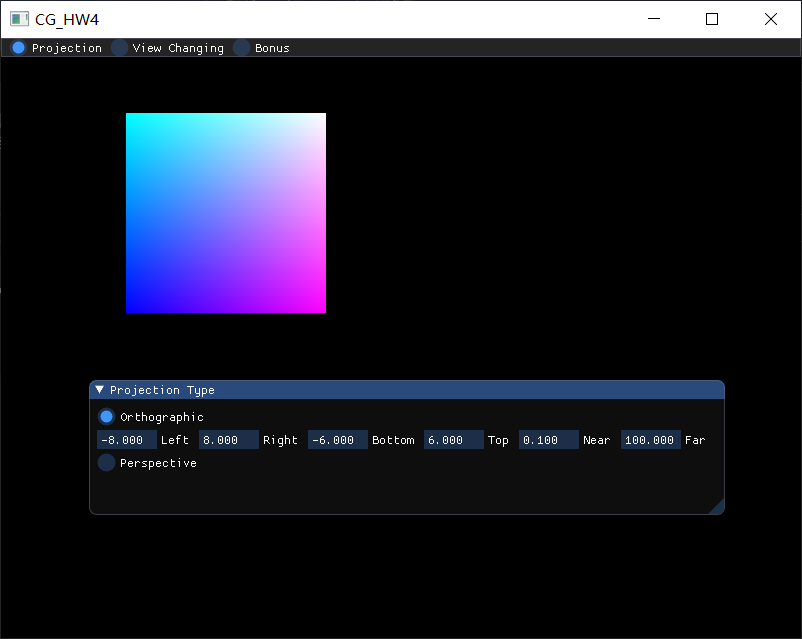 CG_HW4
Projection View Changing Bonus
Projection Type
Orthographic
-8.000 Left 8.000 Right -6.000 Bottom 6.000 Top 0.100 Near 100.000 Far
Perspective